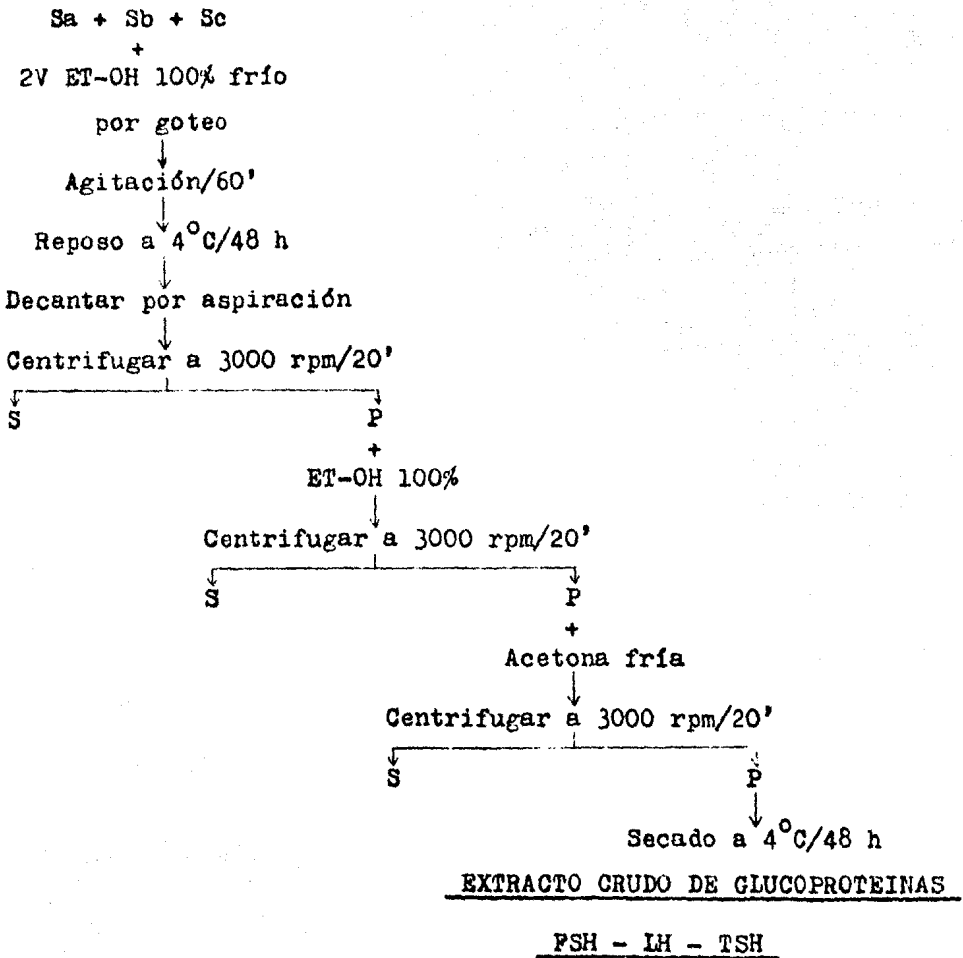 Sa + Sb + Sc
+
2V ET-OH 100% frío
por goteo
Agitación/60'
Reposo a 4°C/48 h
Decantar por aspiración
Centrifugar a 3000 rpm/20'
S P
+
ET-OH 100%
Centrifugar a 3000 rpm/20'
S P
+
Acetona fría
Centrifugar a 3000 rpm/20'
S P
Secado a 4°C/48 h
EXTRACTO CRUDO DE GLUCOPROTEINAS
FSH - LH - TSH